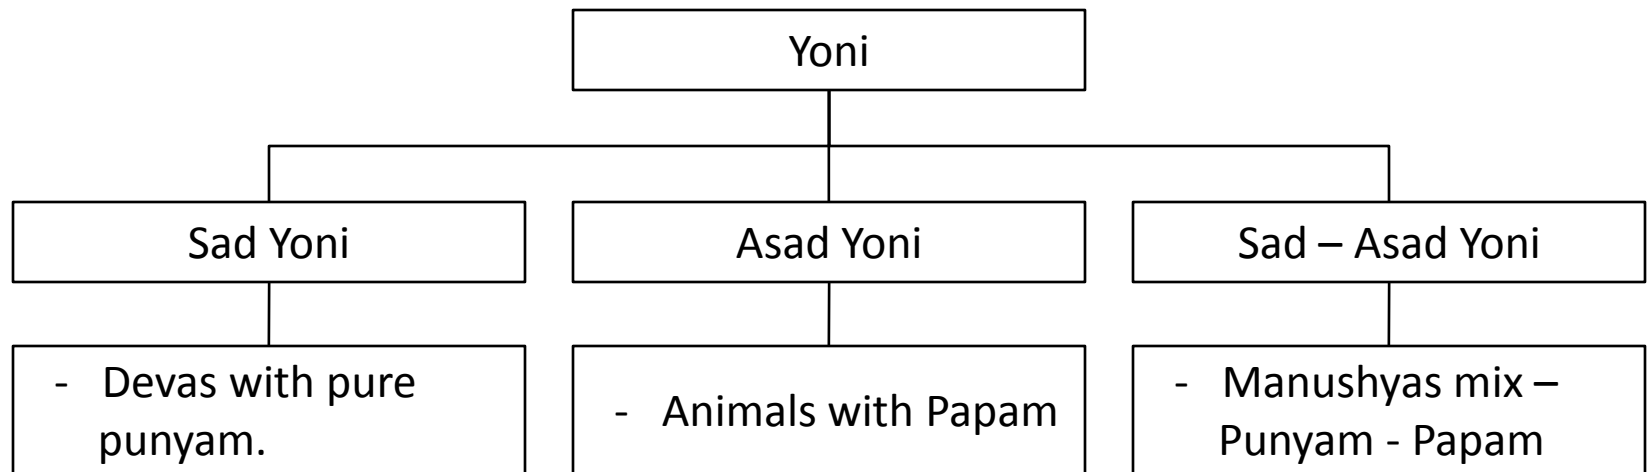 Yoni
Sad Yoni
Asad Yoni
Sad – Asad Yoni
- Devas with pure
punyam.
- Animals with Papam
- Manushyas mix –
Punyam - Papam